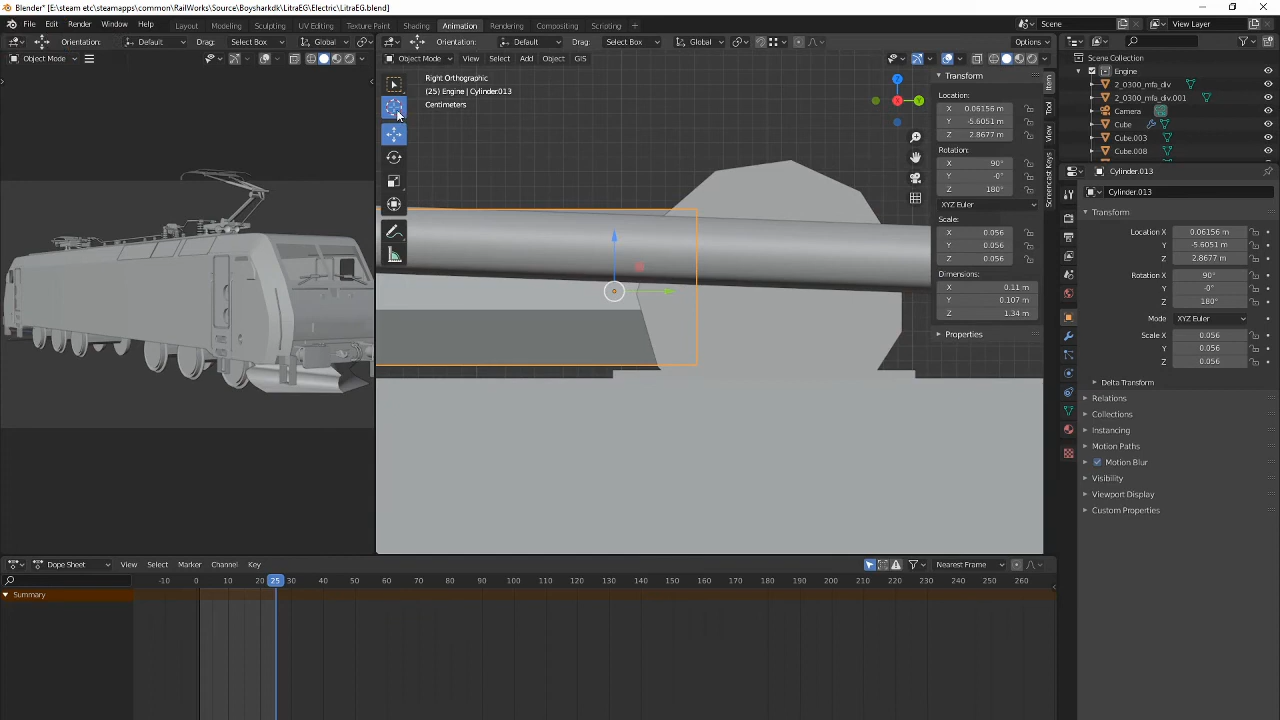 Blender* [E:\steam etc\steamapps\common\RailWorks\Source\Boysharkdk\LitraEG\Electric\LitraEG.blend]
File Edit Render Window Help Layout Modeling Sculpting UV Editing Texture Paint Shading Animation Rendering Compositing Scripting Scene View Layer
Orientation: Default Drag: Select Box Global Orientation: Default Drag: Select Box Global Options
Object Mode Object Mode View Select Add Object GIS
Right Orthographic
(25) Engine | Cylinder.013
Centimeters
Z
Y
X
Transform
Location:
X 0.06156 m
Y -5.6051 m
Z 2.8677 m
Rotation:
X 90°
Y -0°
Z 180°
XYZ Euler
Scale:
X 0.056
Y 0.056
Z 0.056
Dimensions:
X 0.11 m
Y 0.107 m
Z 1.34 m
Properties
Item
Tool
View
Screencast Keys
Scene Collection
Engine
2_0300_mfa_div
2_0300_mfa_div.001
Camera
Cube
Cube.003
Cube.008
Cylinder.013
Cylinder.013
Transform
Location X 0.06156 m
Y -5.6051 m
Z 2.8677 m
Rotation X 90°
Y -0°
Z 180°
Mode XYZ Euler
Scale X 0.056
Y 0.056
Z 0.056
Delta Transform
Relations
Collections
Instancing
Motion Paths
Motion Blur
Visibility
Viewport Display
Custom Properties
Dope Sheet View Select Marker Channel Key Nearest Frame
-10 0 10 20 25 30 40 50 60 70 80 90 100 110 120 130 140 150 160 170 180 190 200 210 220 230 240 250 260
Summary